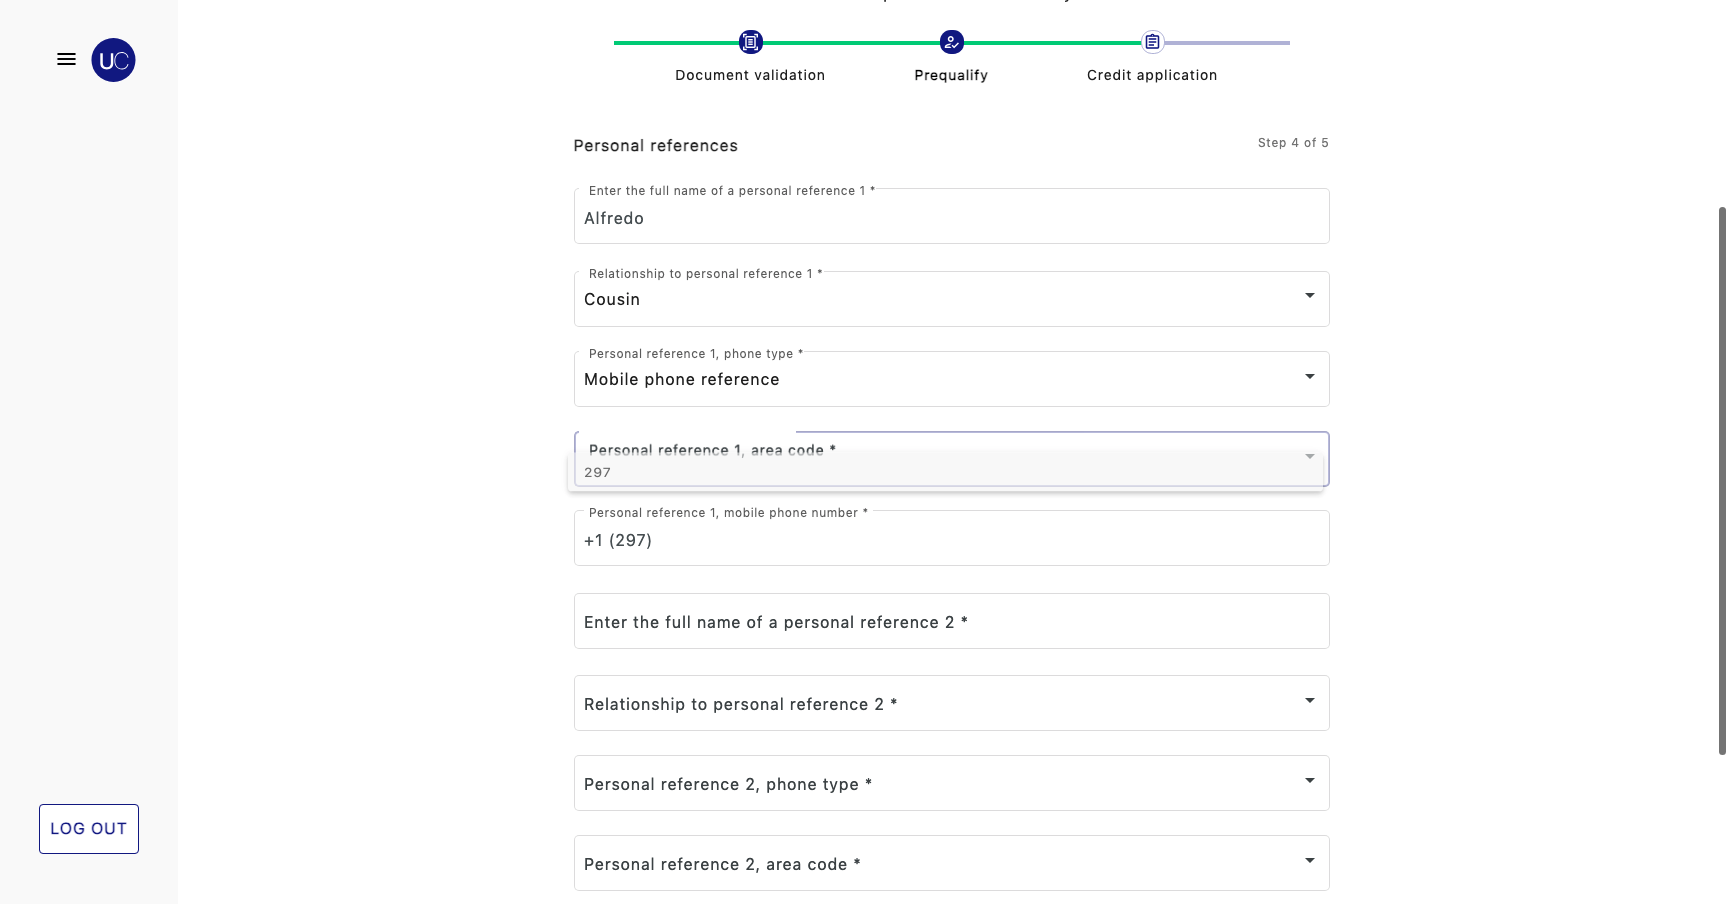 UC
Document validation
Prequalify
Credit application
Personal references
Step 4 of 5
Enter the full name of a personal reference 1 *
Alfredo
Relationship to personal reference 1 *
Cousin
Personal reference 1, phone type *
Mobile phone reference
Personal reference 1, area code *
297
Personal reference 1, mobile phone number *
+1 (297)
Enter the full name of a personal reference 2 *
Relationship to personal reference 2 *
Personal reference 2, phone type *
Personal reference 2, area code *
LOG OUT